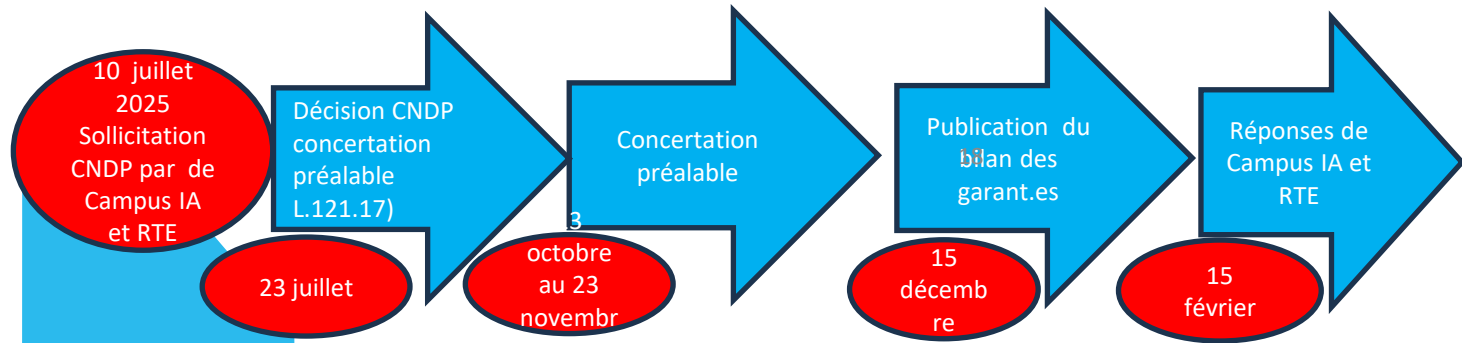 10 juillet
2025
Sollicitation
CNDP par de
Campus IA
et RTE
Décision CNDP
concertation
préalable
L.121.17)
23 juillet
Concertation
préalable
3
octobre
au 23
novembr
Publication du
bilan des
garant.es
18
15
décemb
re
Réponses de
Campus IA et
RTE
15
février